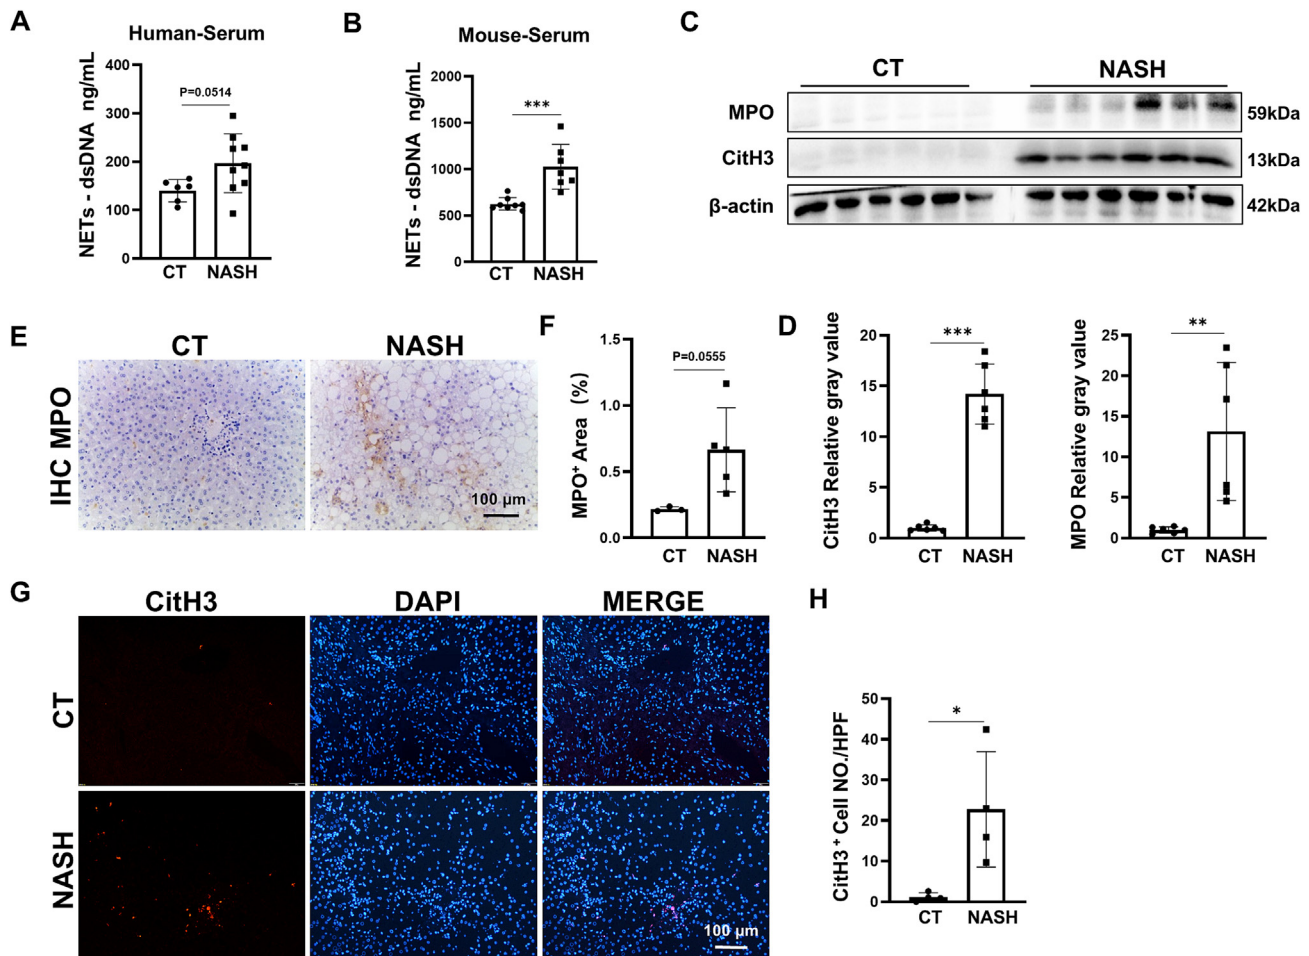 A
Human-Serum
NETs - dsDNA ng/mL
400
300
200
100
0
P=0.0514
CT NASH
B
Mouse-Serum
NETs - dsDNA ng/mL
2000
1500
1000
500
0
***
CT NASH
C
CT NASH
MPO 59kDa
CitH3 13kDa
β-actin 42kDa
E
CT NASH
IHC MPO
100 μm
F
MPO+ Area (%)
1.5
1.0
0.5
0.0
P=0.0555
CT NASH
D
CitH3 Relative gray value
20
15
10
5
0
***
CT NASH
MPO Relative gray value
25
20
15
10
5
0
**
CT NASH
G
CitH3 DAPI MERGE
CT
NASH
100 μm
H
CitH3 + Cell NO./HPF
50
40
30
20
10
0
*
CT NASH